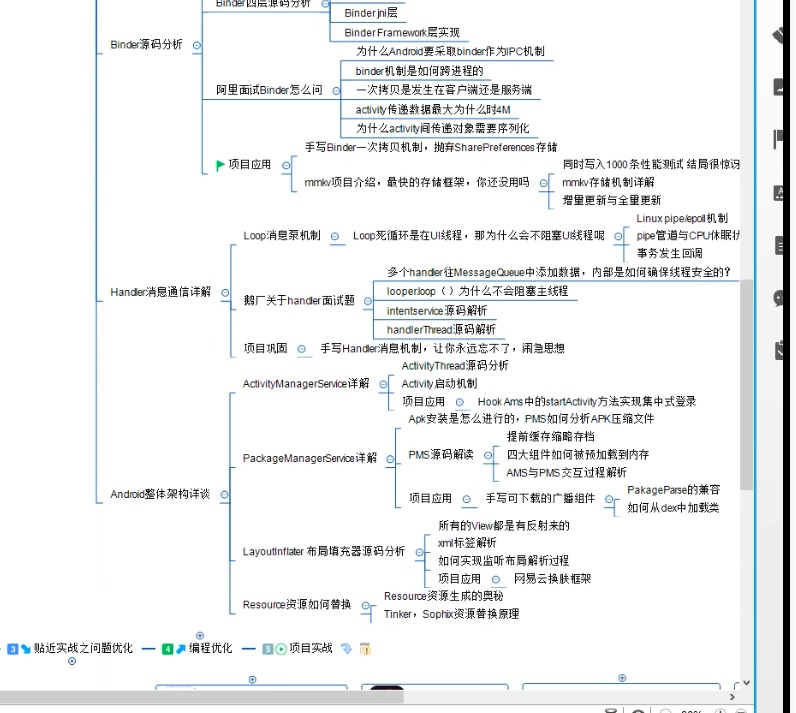 Binder四层源码分析
Binder jni层
Binder Framework层实现
Binder源码分析
为什么Android要采取binder作为IPC机制
binder机制是如何跨进程的
阿里面试Binder怎么问
一次拷贝是发生在客户端还是服务端
activity传递数据最大为什么时4M
为什么activity间传递对象需要序列化
手写Binder一次拷贝机制，抛弃SharePreferences存储
项目应用
同时写入1000条性能测试 结局很惊讶
mmkv项目介绍，最快的存储框架，你还没用吗
mmkv存储机制详解
增量更新与全量更新
Linux pipe/epoll机制
Loop消息泵机制
Loop死循环是在UI线程，那为什么会不阻塞UI线程呢
pipe管道与CPU休眠
事务发生回调
多个handler往MessageQueue中添加数据，内部是如何确保线程安全的?
Handler消息通信详解
鹅厂关于handler面试题
looper.loop（）为什么不会阻塞主线程
intentservice源码解析
handlerThread源码解析
项目巩固
手写Handler消息机制，让你永远忘不了，闹急思想
ActivityThread源码分析
ActivityManagerService详解
Activity启动机制
项目应用
Hook Ams中的startActivity方法实现集中式登录
Apk安装是怎么进行的，PMS如何分析APK压缩文件
提前缓存缩略存档
PackageManagerService详解
PMS源码解读
四大组件如何被预加载到内存
AMS与PMS交互过程解析
Android整体架构详谈
项目应用
手写可下载的广播组件
PakageParse的兼容
如何从dex中加载类
所有的View都是有反射来的
xml标签解析
LayoutInflater 布局填充器源码分析
如何实现监听布局解析过程
项目应用
网易云换肤框架
Resource资源如何替换
Resource资源生成的奥秘
Tinker，Sophix资源替换原理
3 贴近实战之问题优化 4 编程优化 5 项目实战